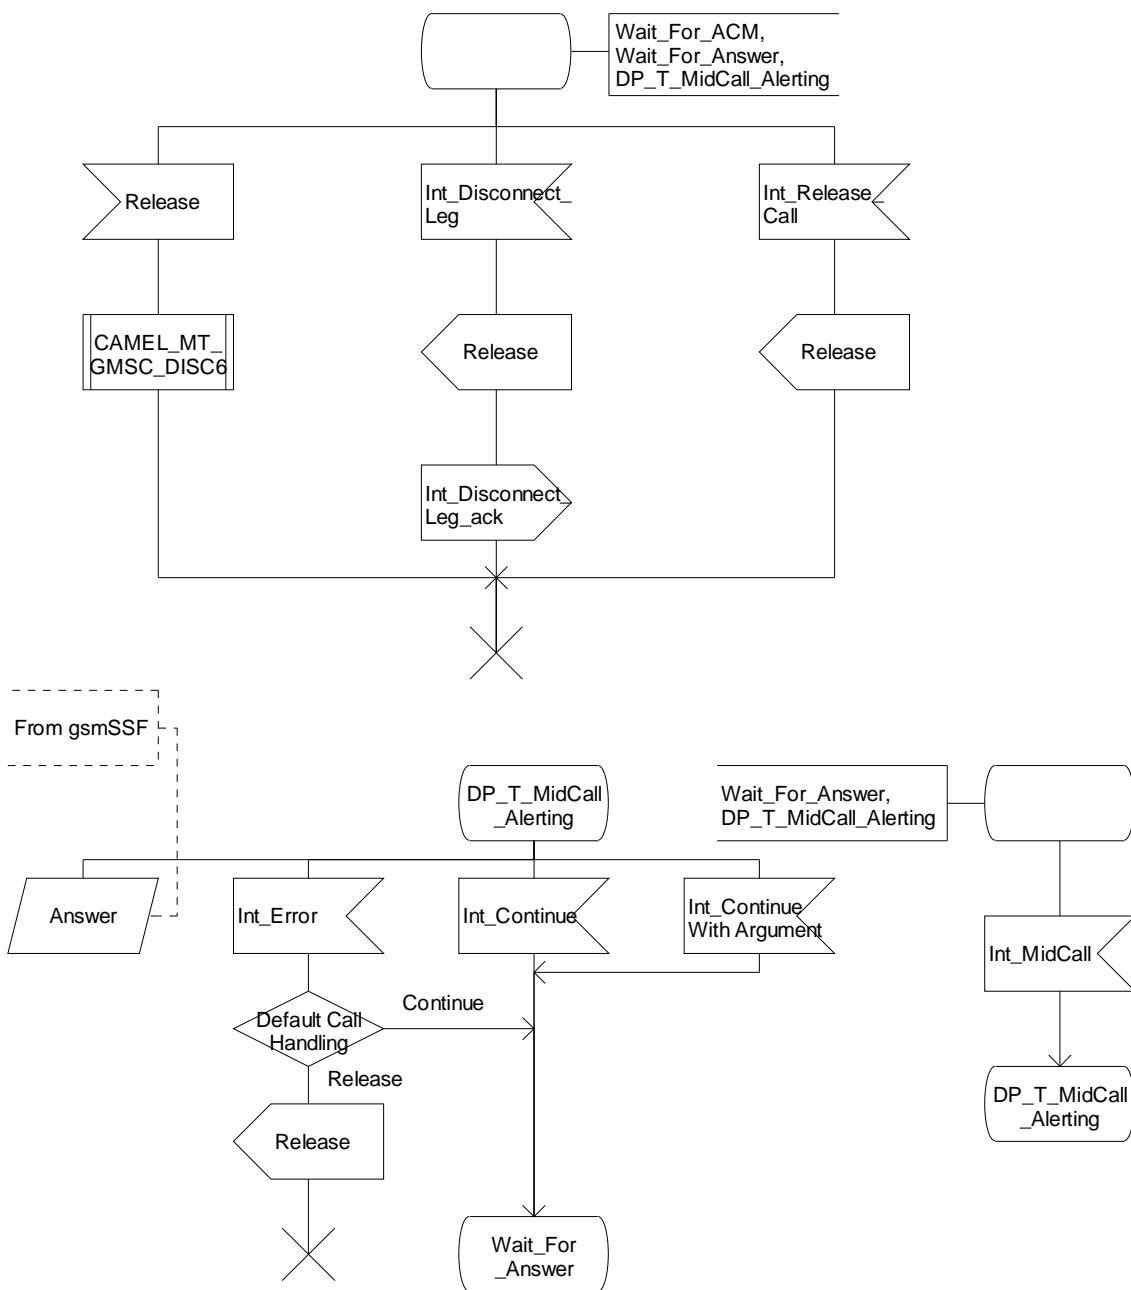 Wait_For_ACM,
Wait_For_Answer,
DP_T_MidCall_Alerting
Release
Int_Disconnect_
Leg
Int_Release_
Call
CAMEL_MT_
GMSC_DISC6
Release
Release
Int_Disconnect_
Leg_ack
From gsmSSF
DP_T_MidCall
_Alerting
Wait_For_Answer,
DP_T_MidCall_Alerting
Answer
Int_Error
Int_Continue
Int_Continue_
With Argument
Int_MidCall
Default Call
Handling
Continue
Release
Release
DP_T_MidCall
_Alerting
Wait_For
_Answer